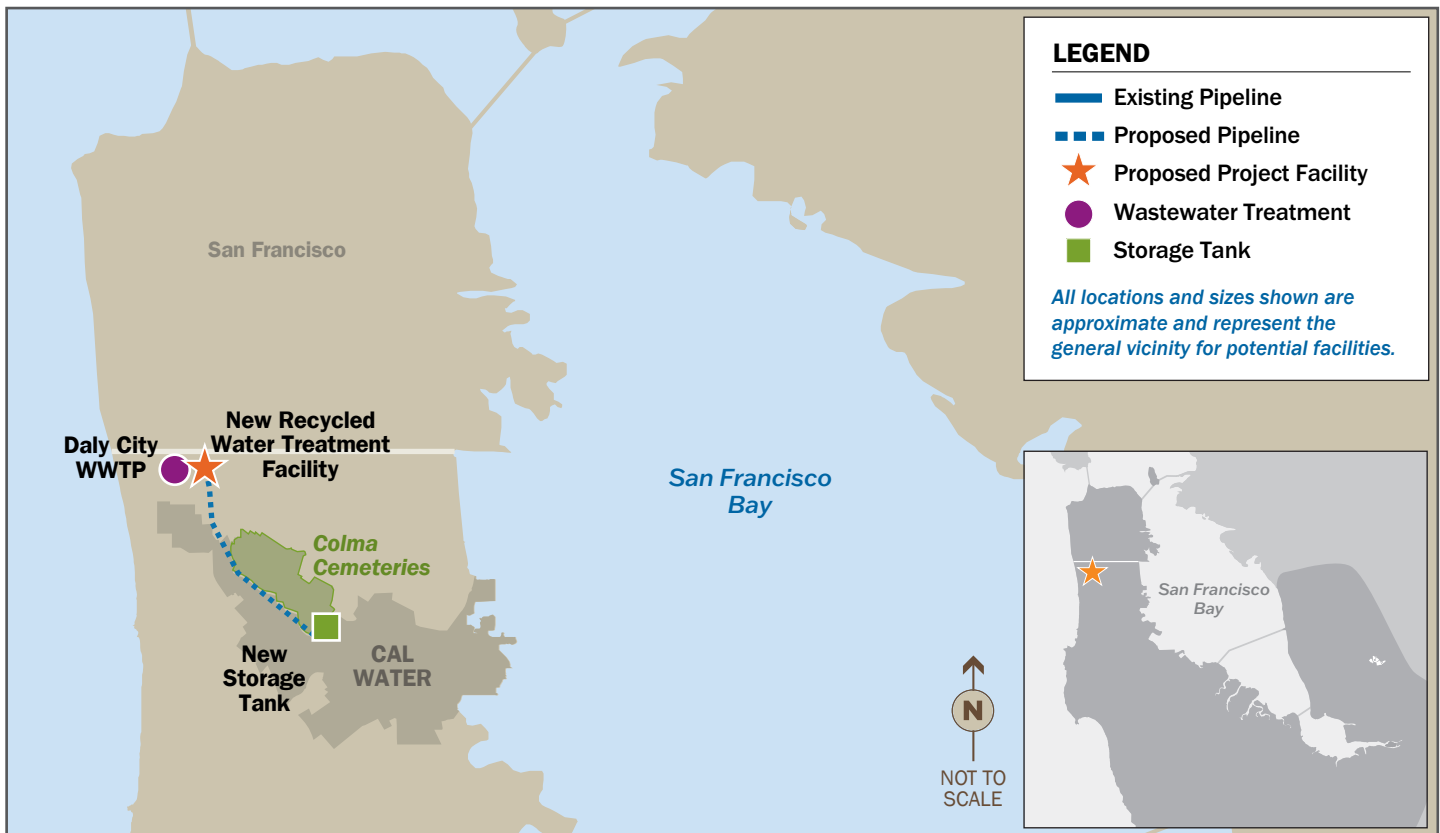 LEGEND
Existing Pipeline
Proposed Pipeline
Proposed Project Facility
Wastewater Treatment
Storage Tank
All locations and sizes shown are
approximate and represent the
general vicinity for potential facilities.
San Francisco
New Recycled
Water Treatment
Facility
Daly City
WWTP
San Francisco
Bay
Colma
Cemeteries
New
Storage
Tank
CAL
WATER
N
NOT TO
SCALE
San Francisco
Bay